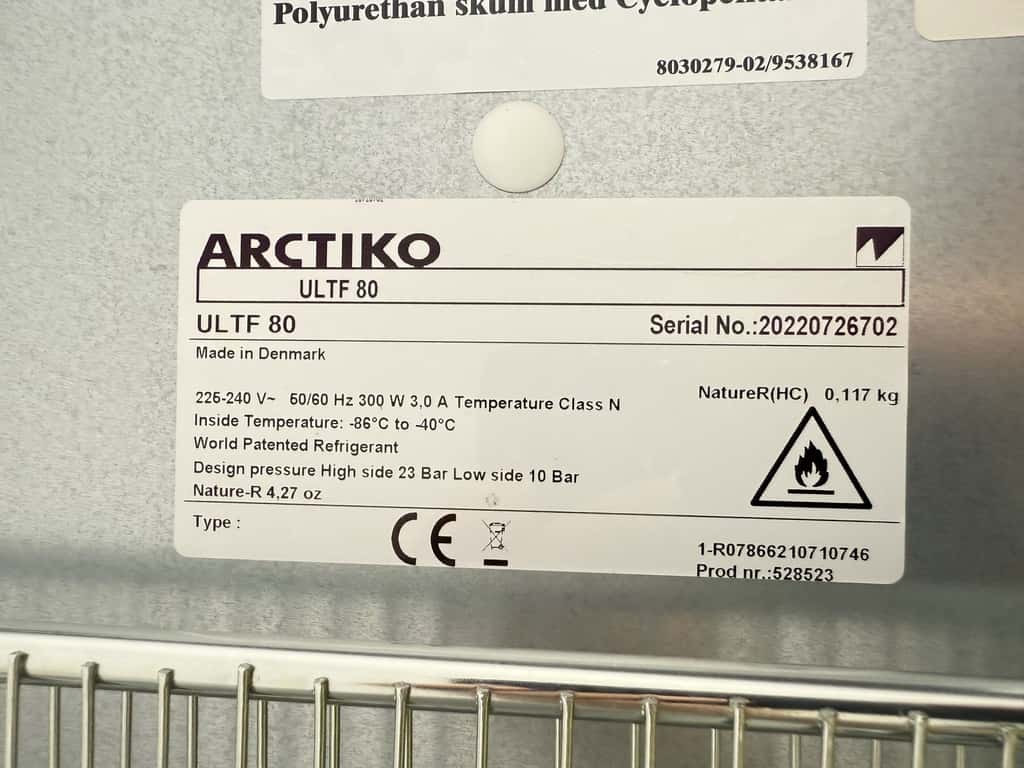 Polyurethan skum med
8030279-02/9538167
ARCTIKO
ULTF 80
ULTF 80 Serial No.:20220726702
Made in Denmark
225-240 V~ 50/60 Hz 300 W 3,0 A Temperature Class N
NatureR(HC) 0,117 kg
Inside Temperature: -86°C to -40°C
World Patented Refrigerant
Design pressure High side 23 Bar Low side 10 Bar
Nature-R 4,27 oz
Type :
CE
1-R07866210710746
Prod nr.:528523